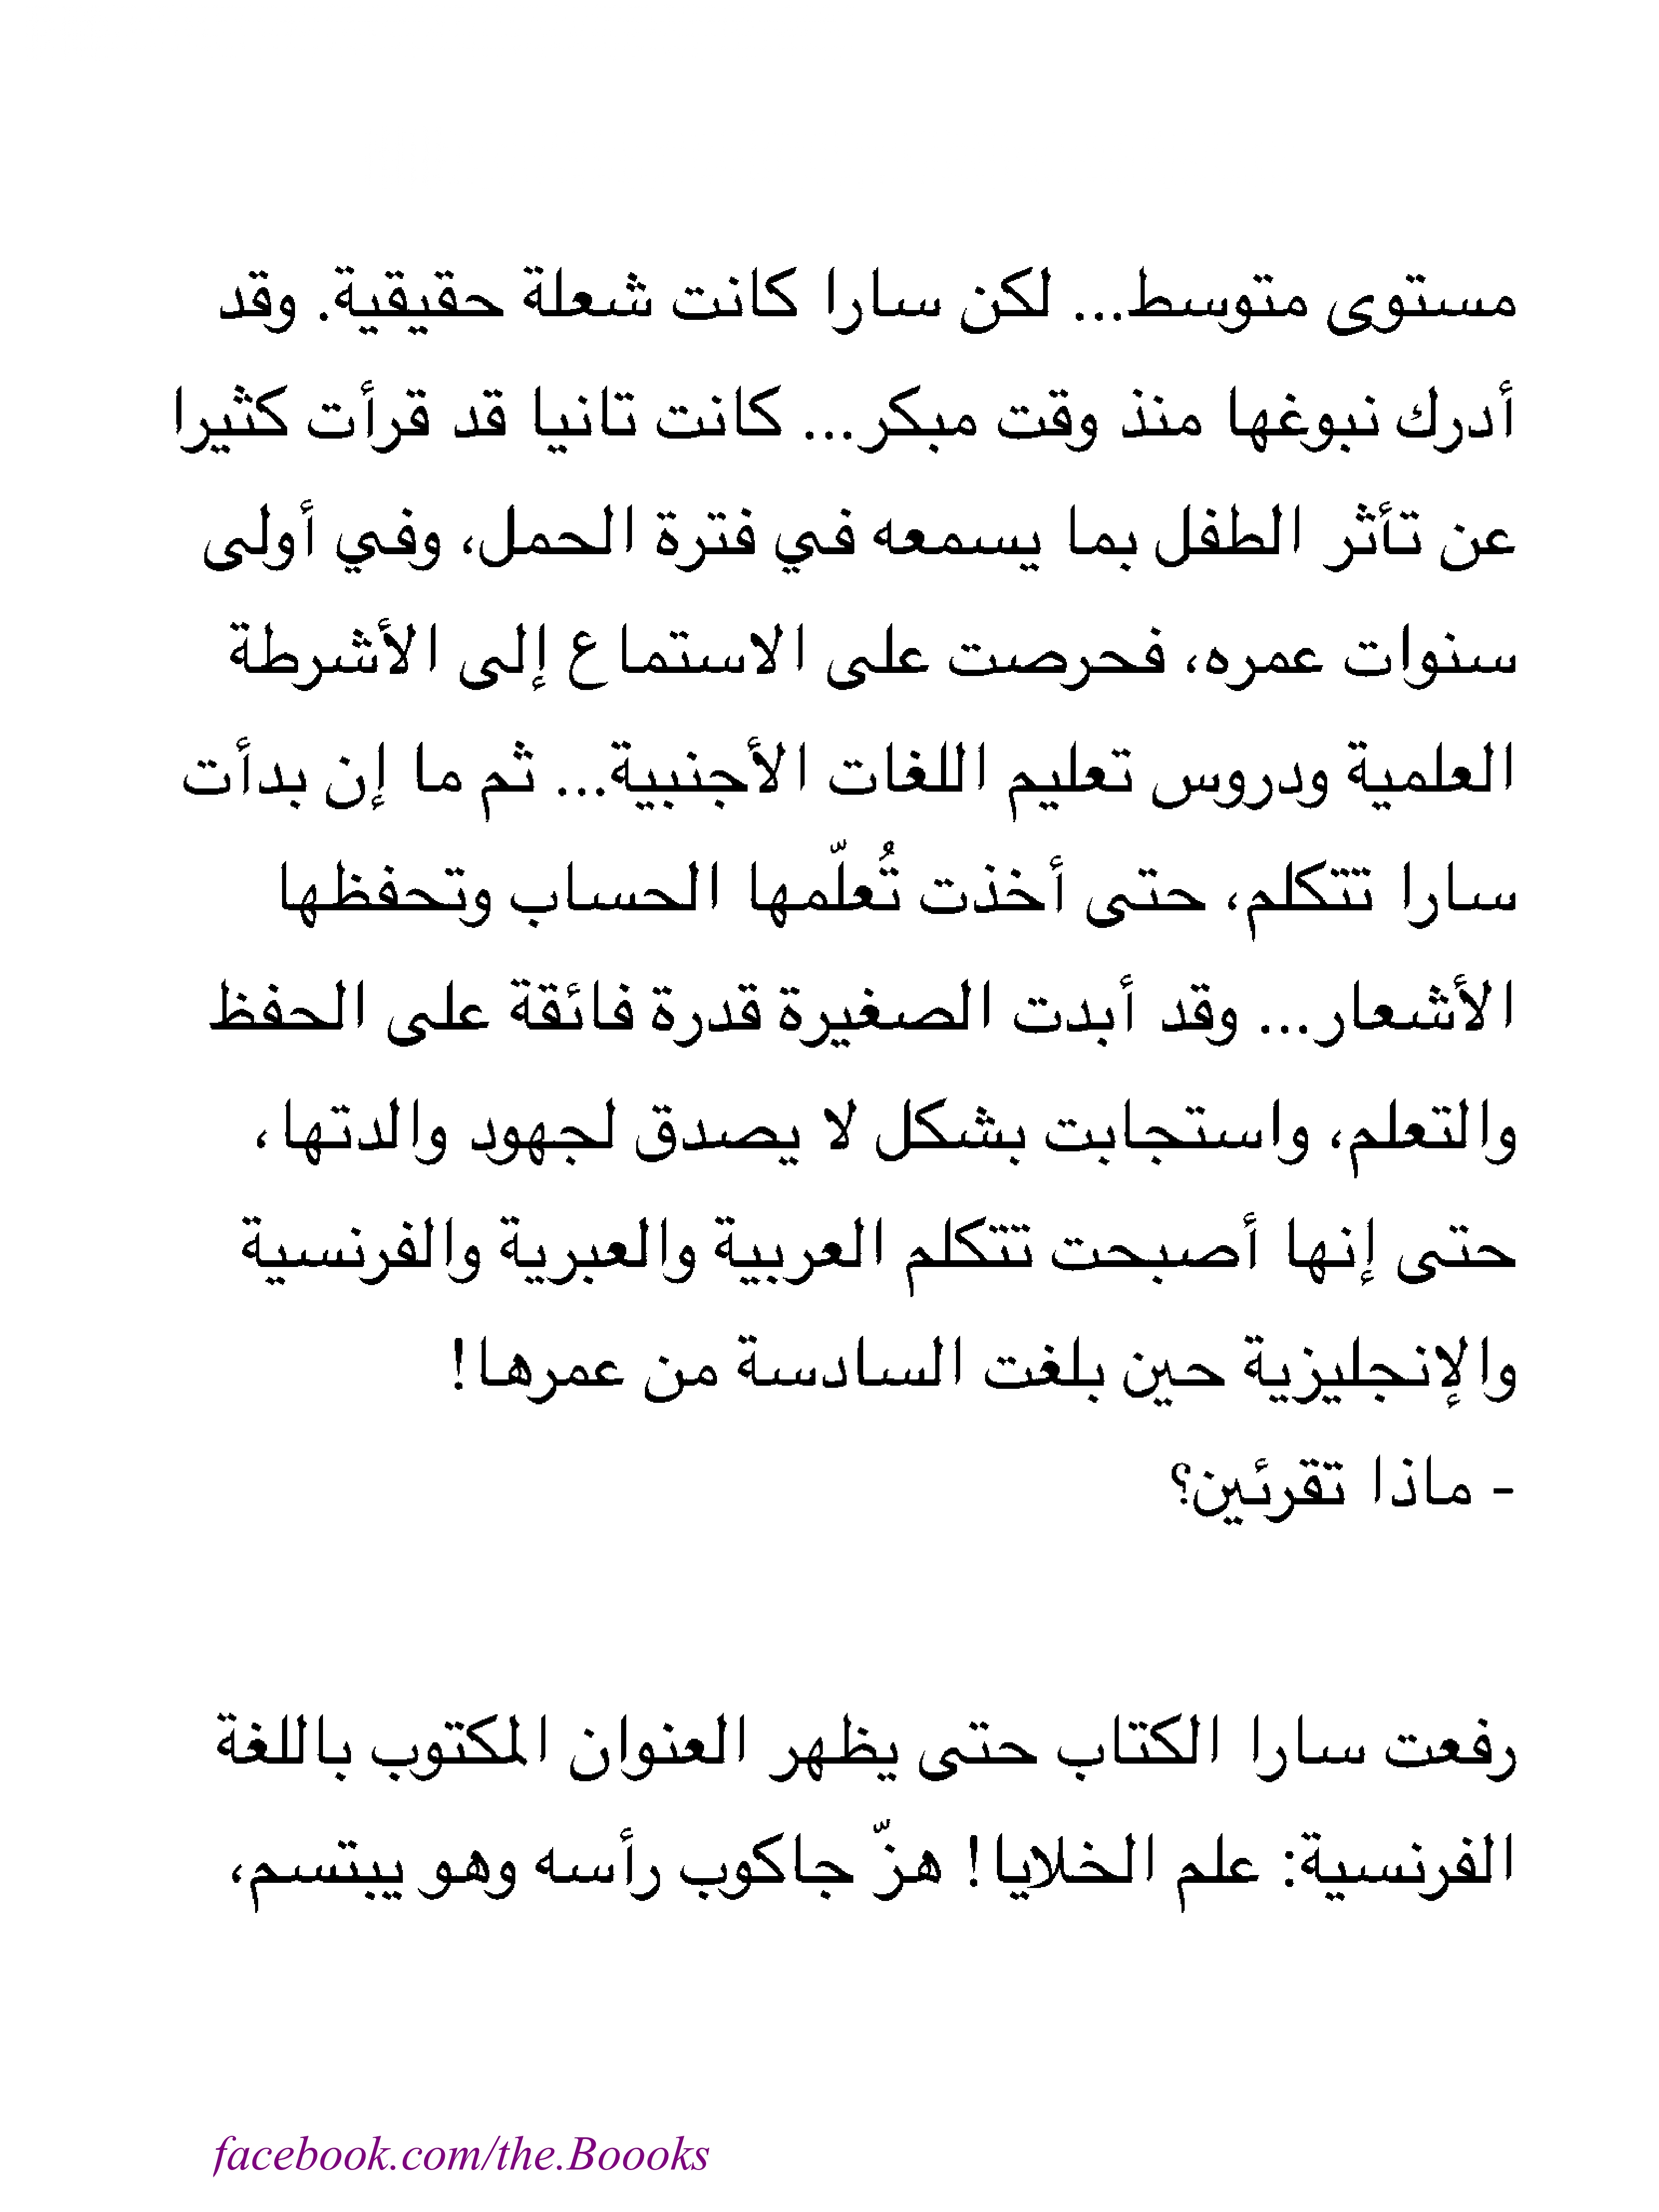 مستوى متوسط... لكن سارا كانت شعلة حقيقية. وقد
أدرك نبوغها منذ وقت مبكر... كانت تانيا قد قرأت كثيرا
عن تأثر الطفل بما يسمعه في فترة الحمل، وفي أولى
سنوات عمره، فحرصت على الاستماع إلى الأشرطة
العلمية ودروس تعليم اللغات الأجنبية... ثم ما إن بدأت
سارا تتكلم، حتى أخذت تُعلّمها الحساب وتحفظها
الأشعار... وقد أبدت الصغيرة قدرة فائقة على الحفظ
والتعلم، واستجابت بشكل لا يصدق لجهود والدتها،
حتى إنها أصبحت تتكلم العربية والعبرية والفرنسية
والإنجليزية حين بلغت السادسة من عمرها!
- ماذا تقرئين؟
رفعت سارا الكتاب حتى يظهر العنوان المكتوب باللغة
الفرنسية: علم الخلايا! هزّ جاكوب رأسه وهو يبتسم،
facebook.com/the.Boooks